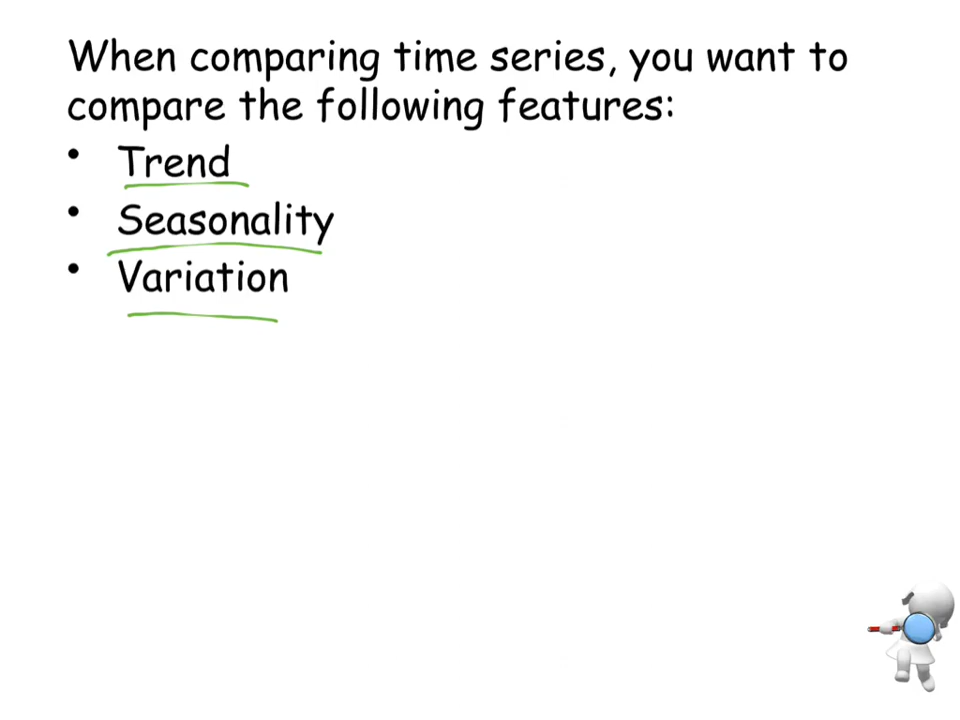 When comparing time series, you want to
compare the following features:
• Trend
• Seasonality
• Variation